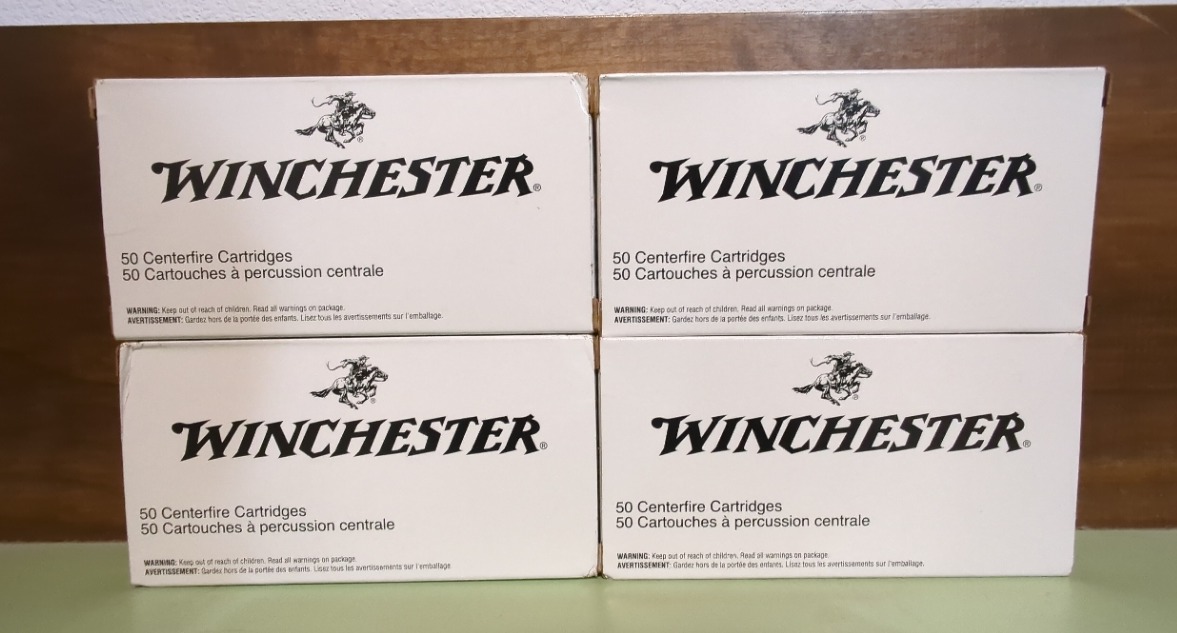 WINCHESTER®
50 Centerfire Cartridges
50 Cartouches à percussion centrale
WARNING: Keep out of reach of children. Read all warnings on package.
AVERTISSEMENT: Gardez hors de la portée des enfants. Lisez tous les avertissements sur l'emballage.
WINCHESTER®
50 Centerfire Cartridges
50 Cartouches à percussion centrale
WARNING: Keep out of reach of children. Read all warnings on package
AVERTISSEMENT: Gardez hors de la portée des enfants. Lisez tous les avertissements sur l'emballage.
WINCHESTER®
50 Centerfire Cartridges
50 Cartouches à percussion centrale
WARNING: Keep out of reach of children. Read all warnings on package
AVERTISSEMENT: Gardez hors de la portée des enfants. Lisez tous les avertissements sur l'emballage
WINCHESTER®
50 Centerfire Cartridges
50 Cartouches à percussion centrale
WARNING: Keep out of reach of children. Read all warnings on package.
AVERTISSEMENT: Gardez hors de la portée des enfants. Lisez tous les avertissements sur l'emballage.